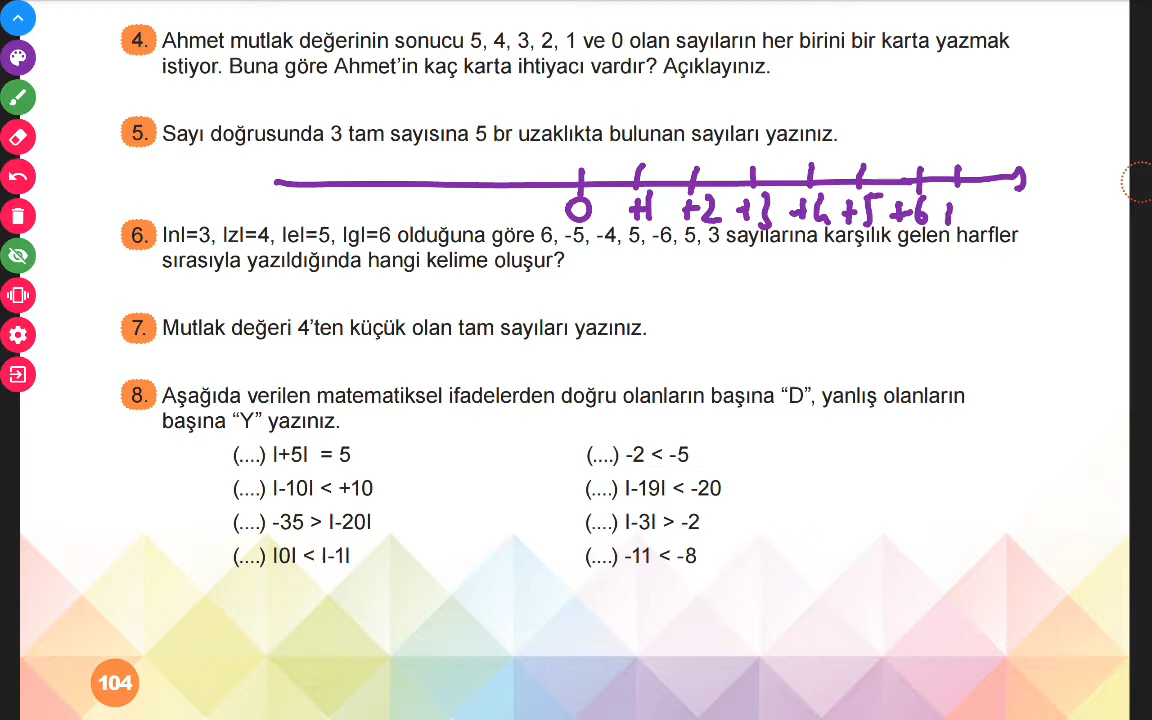 4. Ahmet mutlak değerinin sonucu 5, 4, 3, 2, 1 ve 0 olan sayıların her birini bir karta yazmak
istiyor. Buna göre Ahmet’in kaç karta ihtiyacı vardır? Açıklayınız.
5. Sayı doğrusunda 3 tam sayısına 5 br uzaklıkta bulunan sayıları yazınız.
0 +1 +2 +3 +4 +5 +6
6. InI=3, IzI=4, IeI=5, IgI=6 olduğuna göre 6, -5, -4, 5, -6, 5, 3 sayılarına karşılık gelen harfler
sırasıyla yazıldığında hangi kelime oluşur?
7. Mutlak değeri 4’ten küçük olan tam sayıları yazınız.
8. Aşağıda verilen matematiksel ifadelerden doğru olanların başına “D”, yanlış olanların
başına “Y” yazınız.
(....) I+5I = 5 (....) -2 < -5
(....) I-10I < +10 (....) I-19I < -20
(....) -35 > I-20I (....) I-3I > -2
(....) I0I < I-1I (....) -11 < -8
104